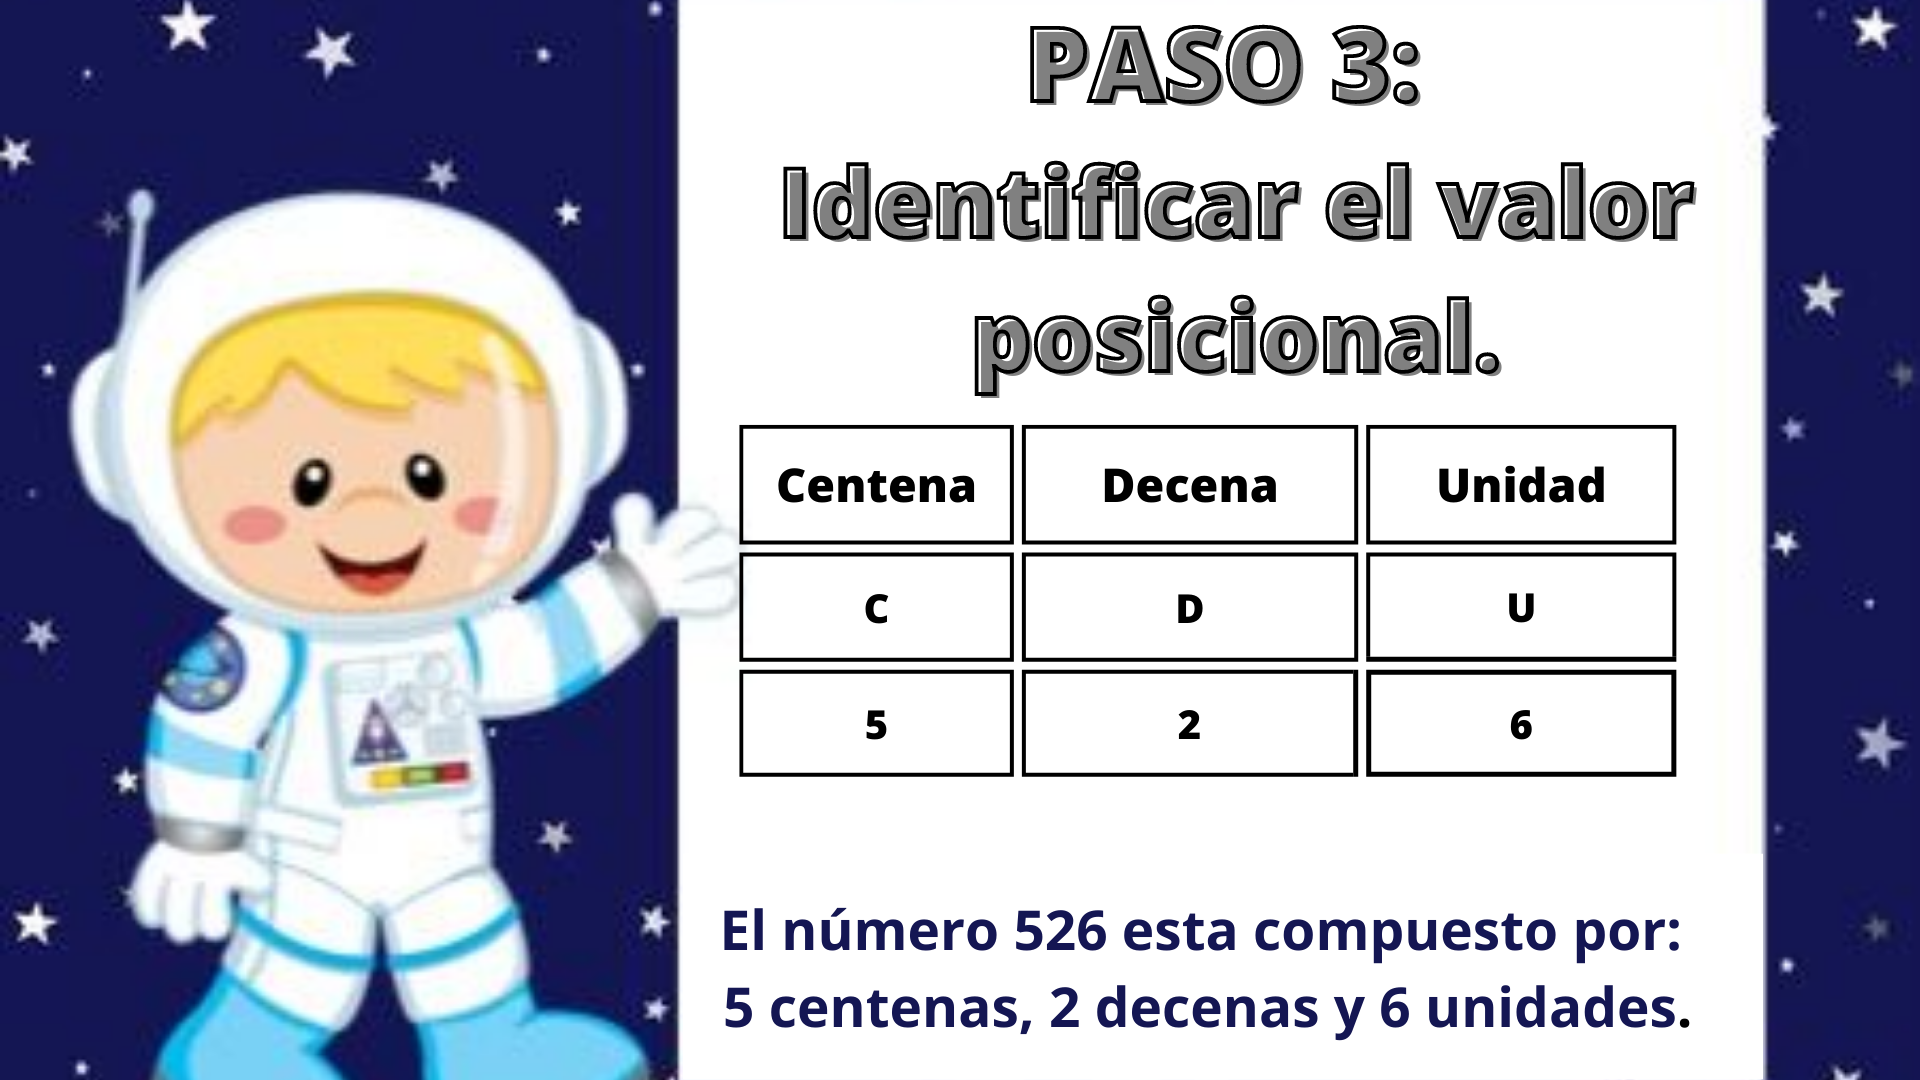 PASO 3:
Identificar el valor
posicional.
Centena Decena Unidad
C D U
5 2 6
El número 526 esta compuesto por:
5 centenas, 2 decenas y 6 unidades.